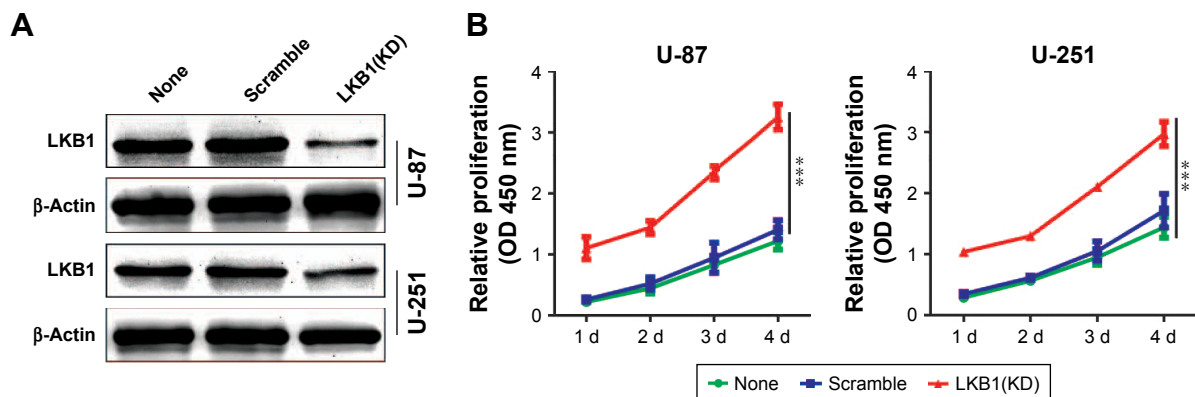 A
None
Scramble
LKB1(KD)
LKB1
β-Actin
U-87
LKB1
β-Actin
U-251
B
U-87
Relative proliferation
(OD 450 nm)
4
3
2
1
0
1 d 2 d 3 d 4 d
***
U-251
Relative proliferation
(OD 450 nm)
4
3
2
1
0
1 d 2 d 3 d 4 d
***
None Scramble LKB1(KD)